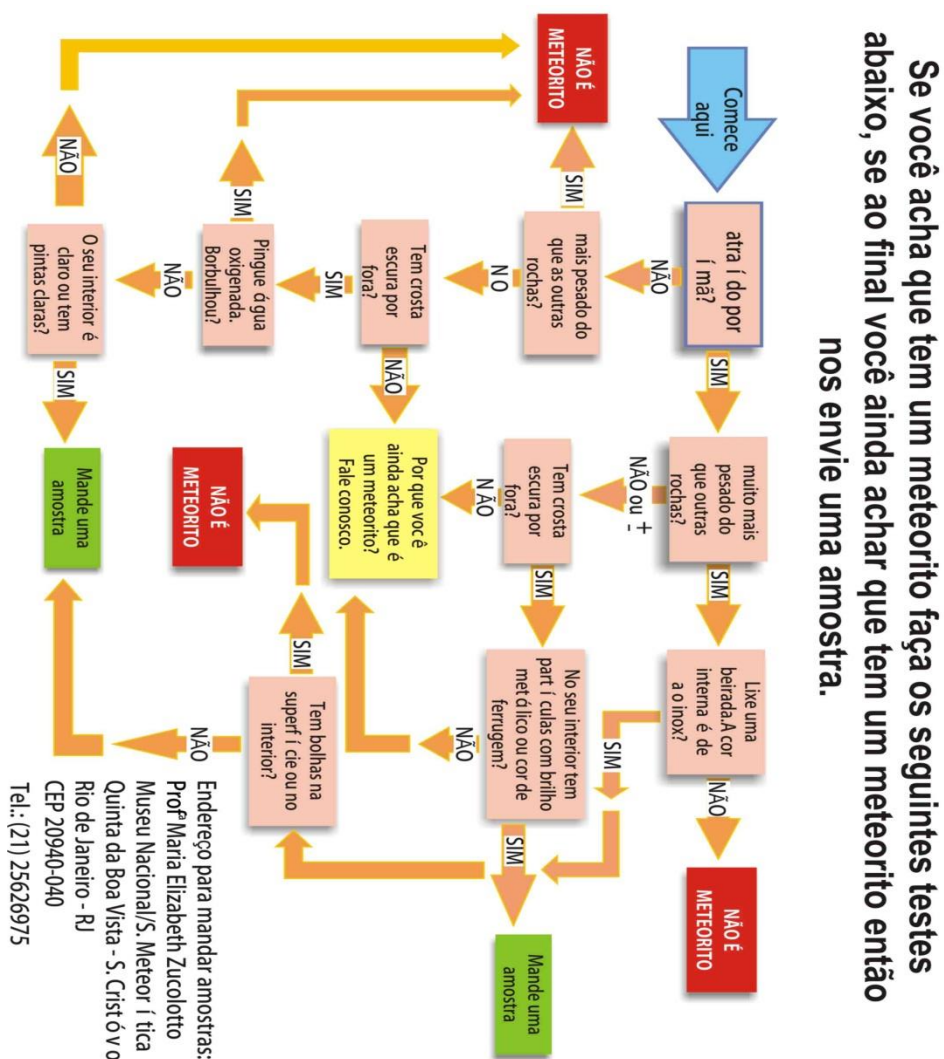 Se você acha que tem um meteorito faça os seguintes testes
abaixo, se ao final você ainda achar que tem um meteorito então
nos envie uma amostra.
Comece
aqui
atra í do por
í mã?
SIM
muito mais
pesado do
que outras
rochas?
SIM
Lixe uma
beirada.A cor
interna é de
a o inox?
NÃO
NÃO É
METEORITO
NÃO
NÃO ou +
-
SIM
NÃO É
METEORITO
SIM
mais pesado do
que as outras
rochas?
Tem crosta
escura por
fora?
SIM
No seu interior tem
part í culas com brilho
met á lico ou cor de
ferrugem?
SIM
Mande uma
amostra
NO
N ÃO
NÃO
Tem crosta
escura por
fora?
NÃO
Por que você
ainda acha que é
um meteorito?
Fale conosco.
SIM
SIM
Pingue água
oxigenada.
Borbulhou?
NÃO É
METEORITO
SIM
Tem bolhas na
superf í cie ou no
interior?
NÃO
NÃO
NÃO
O seu interior é
claro ou tem
pintas claras?
SIM
Mande uma
amostra
Endereço para mandar amostras:
Profª Maria Elizabeth Zucolotto
Museu Nacional/S. Meteor í tica
Quinta da Boa Vista - S. Crist ó v o
Rio de Janeiro - RJ
CEP 20940-040
Tel.: (21) 25626975